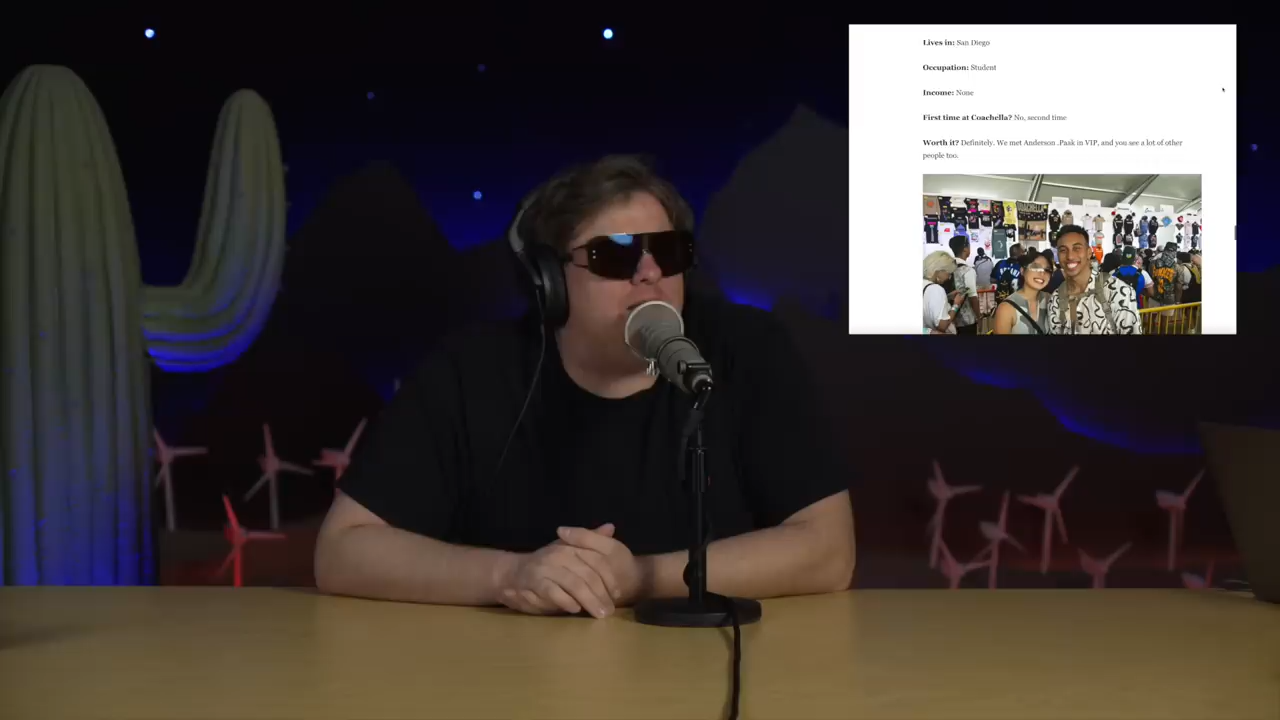 Lives in: San Diego
Occupation: Student
Income: None
First time at Coachella? No, second time
Worth it? Definitely. We met Anderson .Paak in VIP, and you see a lot of other
people too.